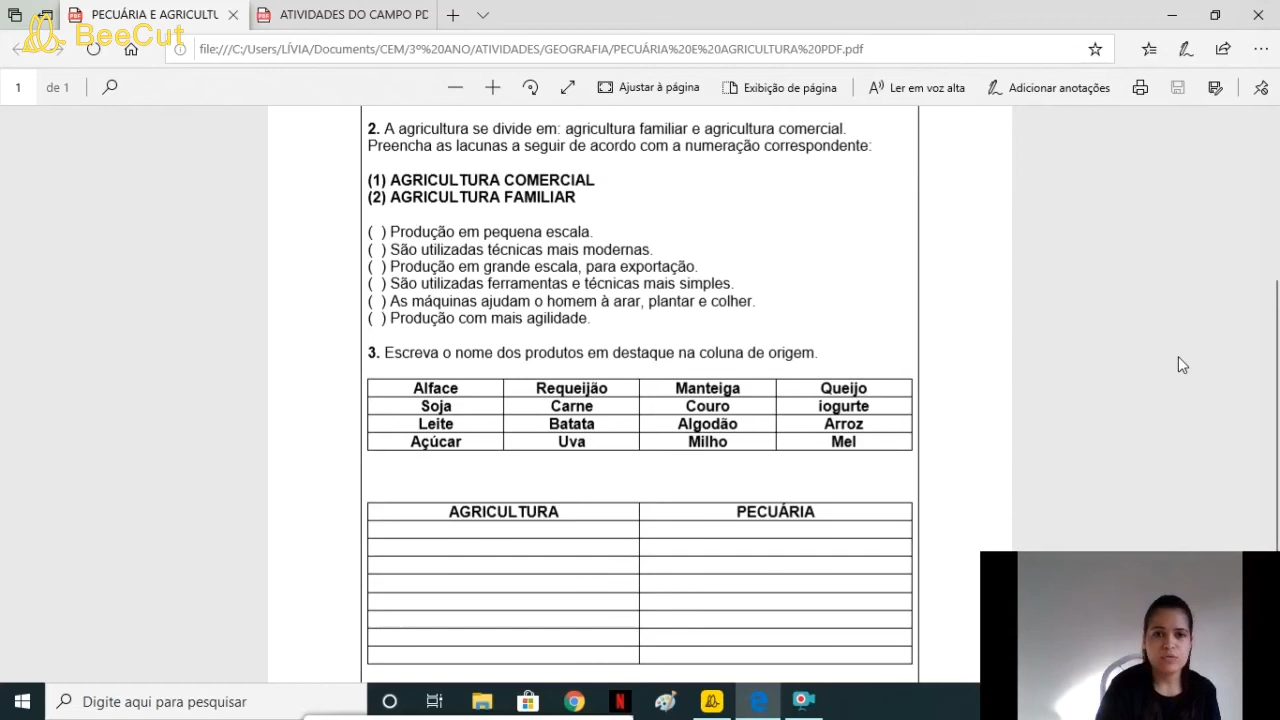 PECUÁRIA E AGRICULTU
ATIVIDADES DO CAMPO PD
BeeCut
file:///C:/Users/LÍVIA/Documents/CEM/3º%20ANO/ATIVIDADES/GEOGRAFIA/PECUÁRIA%20E%20AGRICULTURA%20PDF.pdf
1 de 1 Ajustar à página Exibição de página Ler em voz alta Adicionar anotações
2. A agricultura se divide em: agricultura familiar e agricultura comercial.
Preencha as lacunas a seguir de acordo com a numeração correspondente:
(1) AGRICULTURA COMERCIAL
(2) AGRICULTURA FAMILIAR
( ) Produção em pequena escala.
( ) São utilizadas técnicas mais modernas.
( ) Produção em grande escala, para exportação.
( ) São utilizadas ferramentas e técnicas mais simples.
( ) As máquinas ajudam o homem à arar, plantar e colher.
( ) Produção com mais agilidade.
3. Escreva o nome dos produtos em destaque na coluna de origem.
Alface Requeijão Manteiga Queijo
Soja Carne Couro iogurte
Leite Batata Algodão Arroz
Açúcar Uva Milho Mel
AGRICULTURA PECUÁRIA
Digite aqui para pesquisar